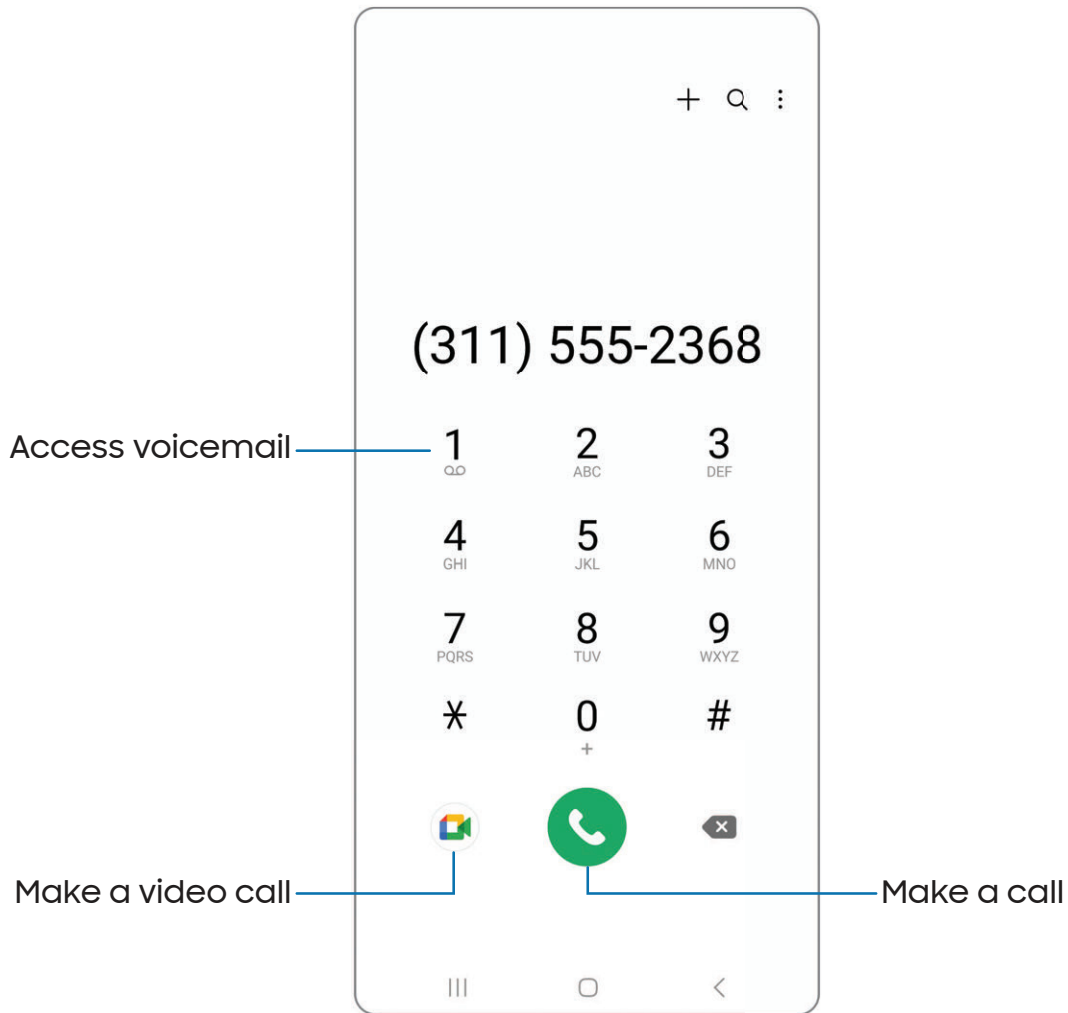 (311) 555-2368
Access voicemail
1 2 3
ABC DEF
4 5 6
GHI JKL MNO
7 8 9
PQRS TUV WXYZ
* 0 #
+
Make a video call
Make a call